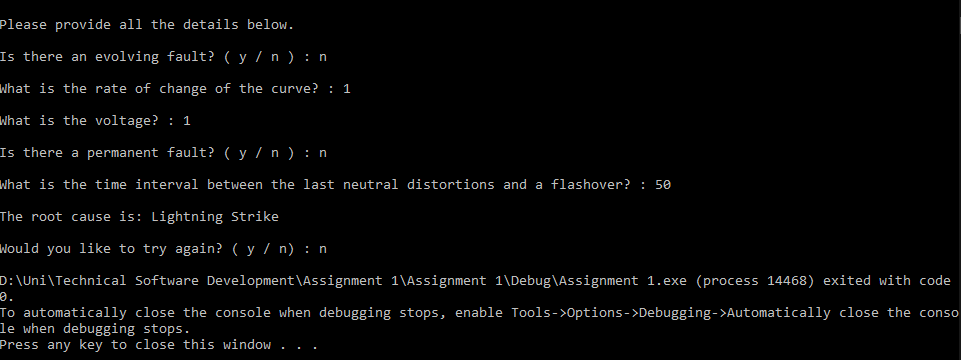 Please provide all the details below.
Is there an evolving fault? ( y / n ) : n
What is the rate of change of the curve? : 1
What is the voltage? : 1
Is there a permanent fault? ( y / n ) : n
What is the time interval between the last neutral distortions and a flashover? : 50
The root cause is: Lightning Strike
Would you like to try again? ( y / n) : n
D:\Uni\Technical Software Development\Assignment 1\Assignment 1\Debug\Assignment 1.exe (process 14468) exited with code
0.
To automatically close the console when debugging stops, enable Tools->Options->Debugging->Automatically close the conso
le when debugging stops.
Press any key to close this window . . .